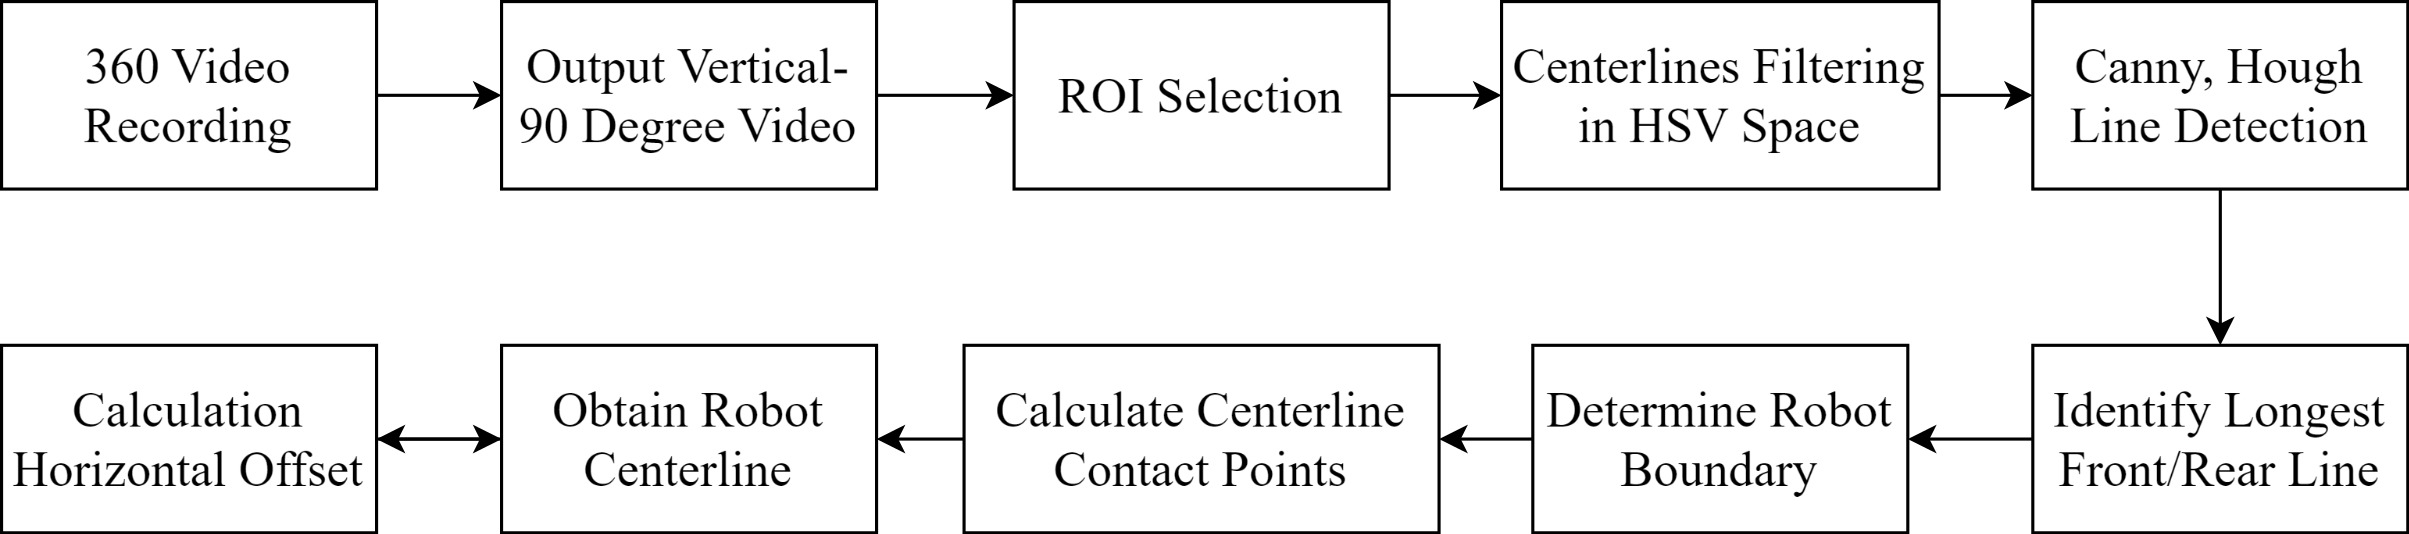 360 Video
Recording
Output Vertical-
90 Degree Video
ROI Selection
Centerlines Filtering
in HSV Space
Canny, Hough
Line Detection
Identify Longest
Front/Rear Line
Determine Robot
Boundary
Calculate Centerline
Contact Points
Obtain Robot
Centerline
Calculation
Horizontal Offset